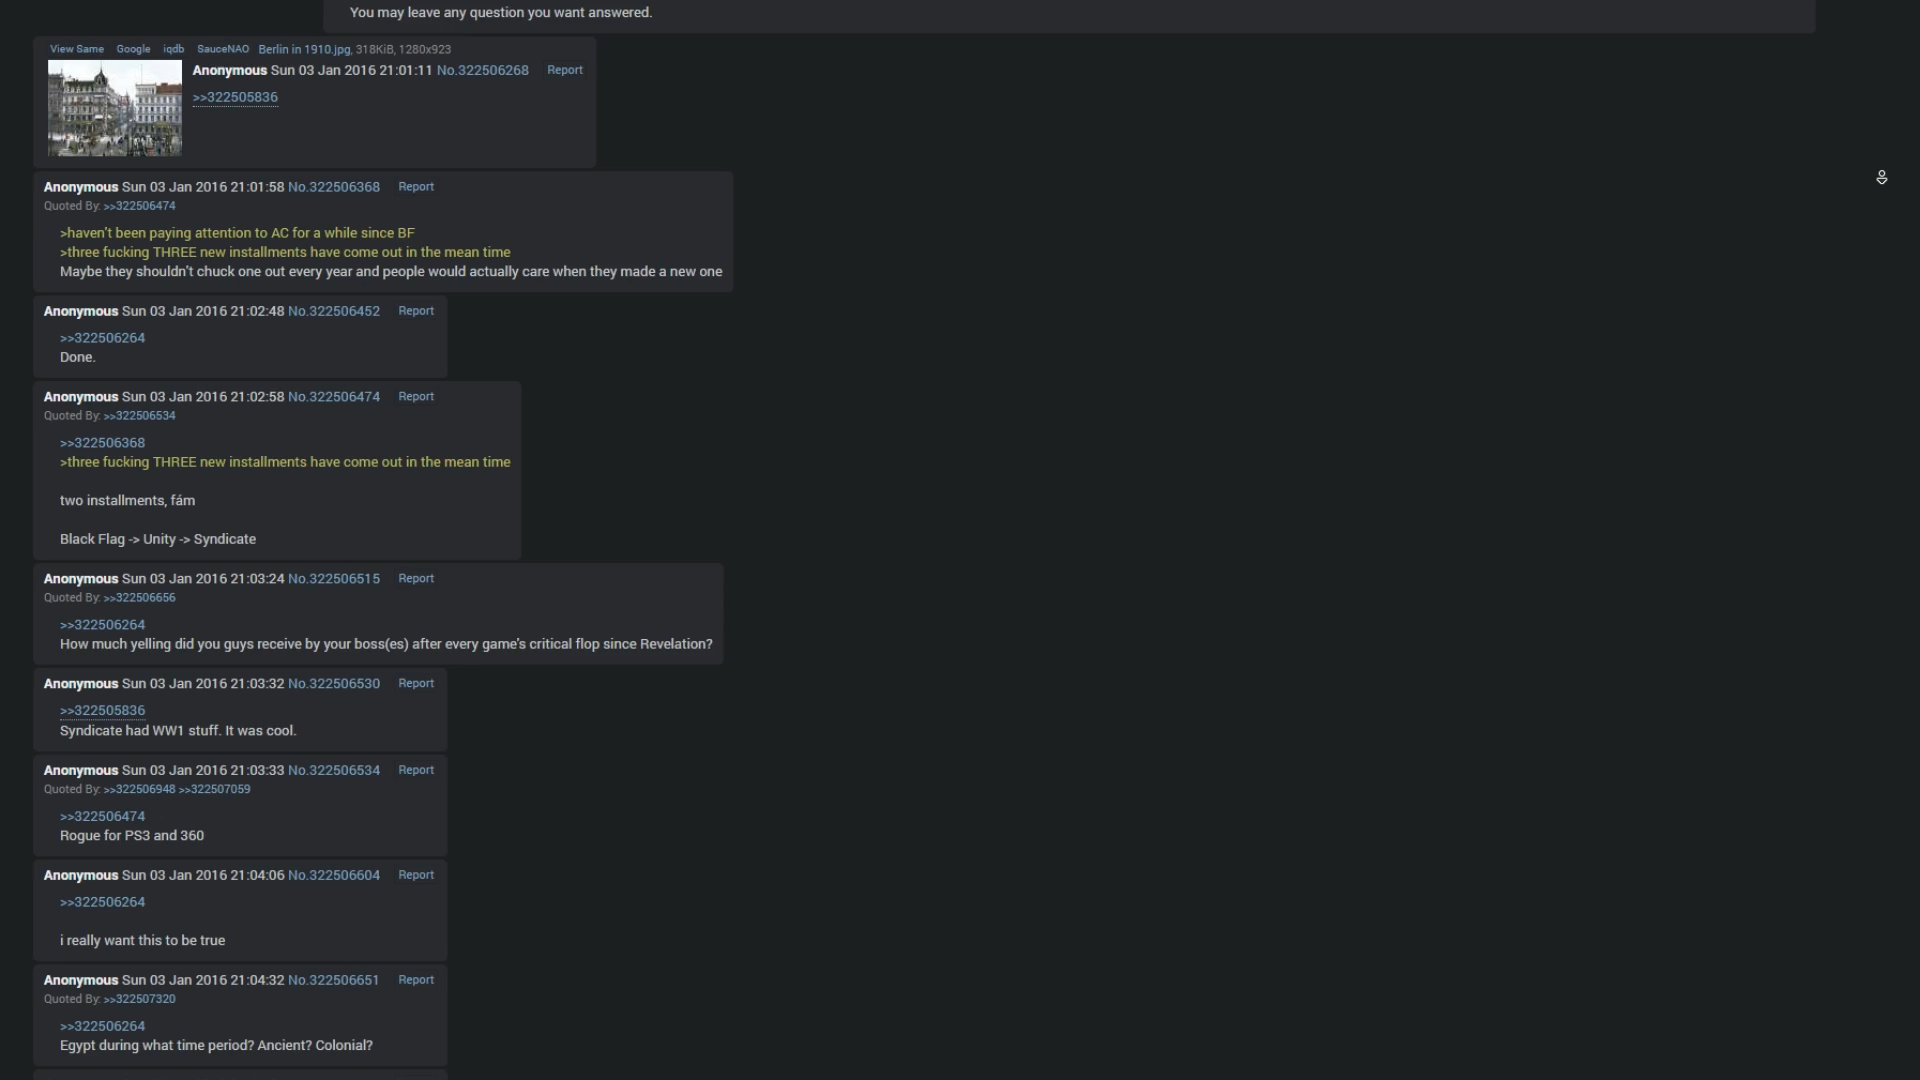 You may leave any question you want answered.
View Same Google iqdb SauceNAO Berlin in 1910.jpg, 318KiB, 1280x923
Anonymous Sun 03 Jan 2016 21:01:11 No.322506268 Report
>>322505836
Anonymous Sun 03 Jan 2016 21:01:58 No.322506368 Report
Quoted By: >>322506474
>haven't been paying attention to AC for a while since BF
>three fucking THREE new installments have come out in the mean time
Maybe they shouldn't chuck one out every year and people would actually care when they made a new one
Anonymous Sun 03 Jan 2016 21:02:48 No.322506452 Report
>>322506264
Done.
Anonymous Sun 03 Jan 2016 21:02:58 No.322506474 Report
Quoted By: >>322506534
>>322506368
>three fucking THREE new installments have come out in the mean time
two installments, fám
Black Flag -> Unity -> Syndicate
Anonymous Sun 03 Jan 2016 21:03:24 No.322506515 Report
Quoted By: >>322506656
>>322506264
How much yelling did you guys receive by your boss(es) after every game's critical flop since Revelation?
Anonymous Sun 03 Jan 2016 21:03:32 No.322506530 Report
>>322505836
Syndicate had WW1 stuff. It was cool.
Anonymous Sun 03 Jan 2016 21:03:33 No.322506534 Report
Quoted By: >>322506948 >>322507059
>>322506474
Rogue for PS3 and 360
Anonymous Sun 03 Jan 2016 21:04:06 No.322506604 Report
>>322506264
i really want this to be true
Anonymous Sun 03 Jan 2016 21:04:32 No.322506651 Report
Quoted By: >>322507320
>>322506264
Egypt during what time period? Ancient? Colonial?